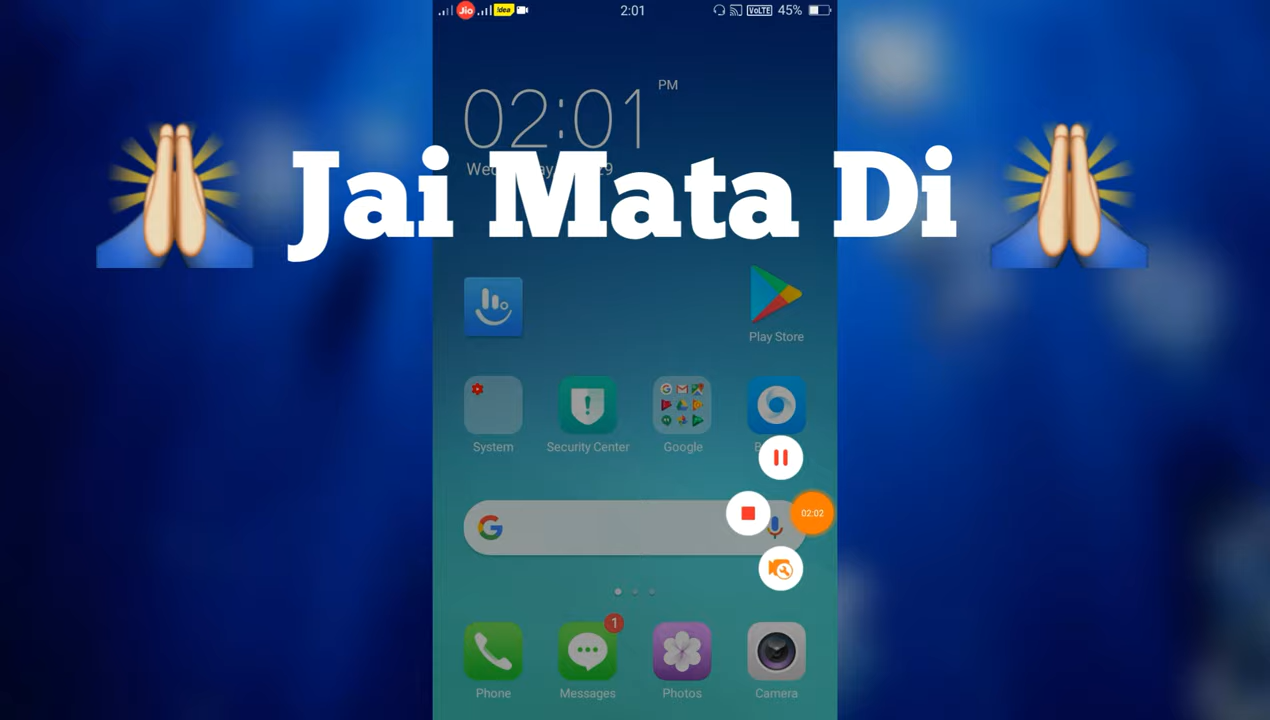 Jio idea 2:01 VoLTE 45%
02:01 PM
Jai Mata Di
Play Store
System Security Center Google
02:02
1
Phone Messages Photos Camera